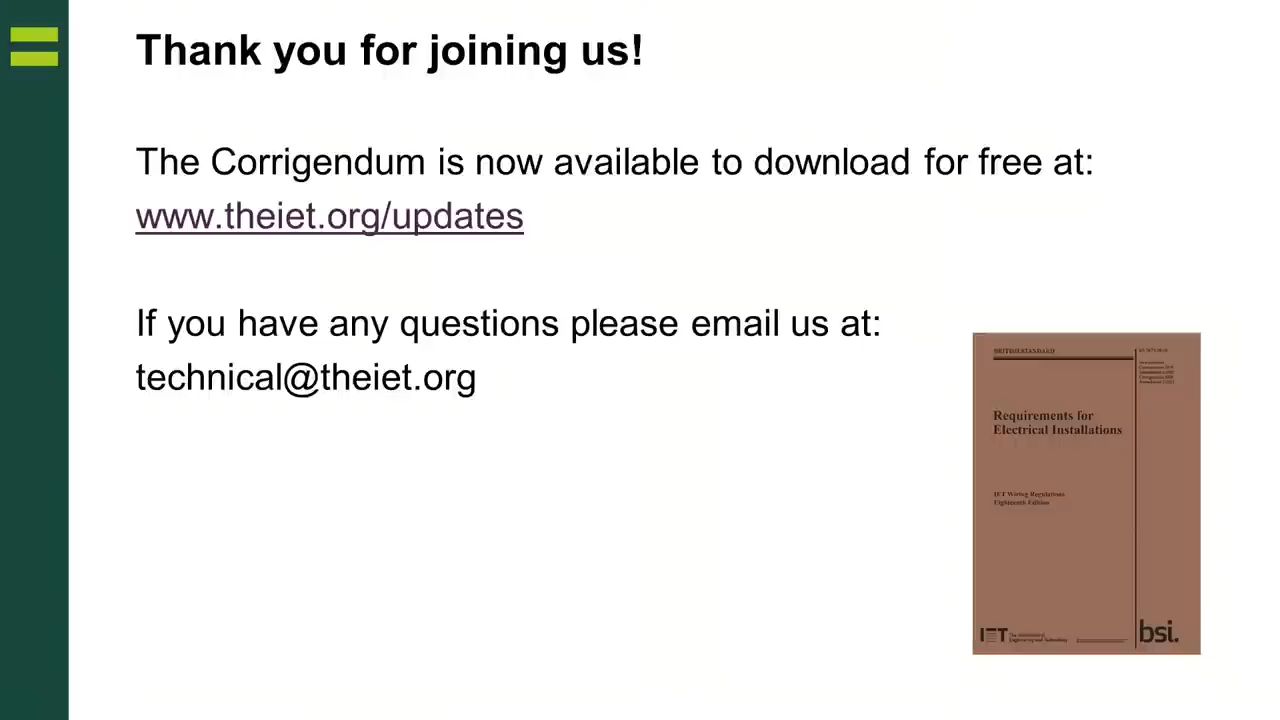 Thank you for joining us!
The Corrigendum is now available to download for free at:
www.theiet.org/updates
If you have any questions please email us at:
technical@theiet.org
BRITISH STANDARD
Requirements for
Electrical Installations
IET Wiring Regulations
Eighteenth Edition
IET
bsi.